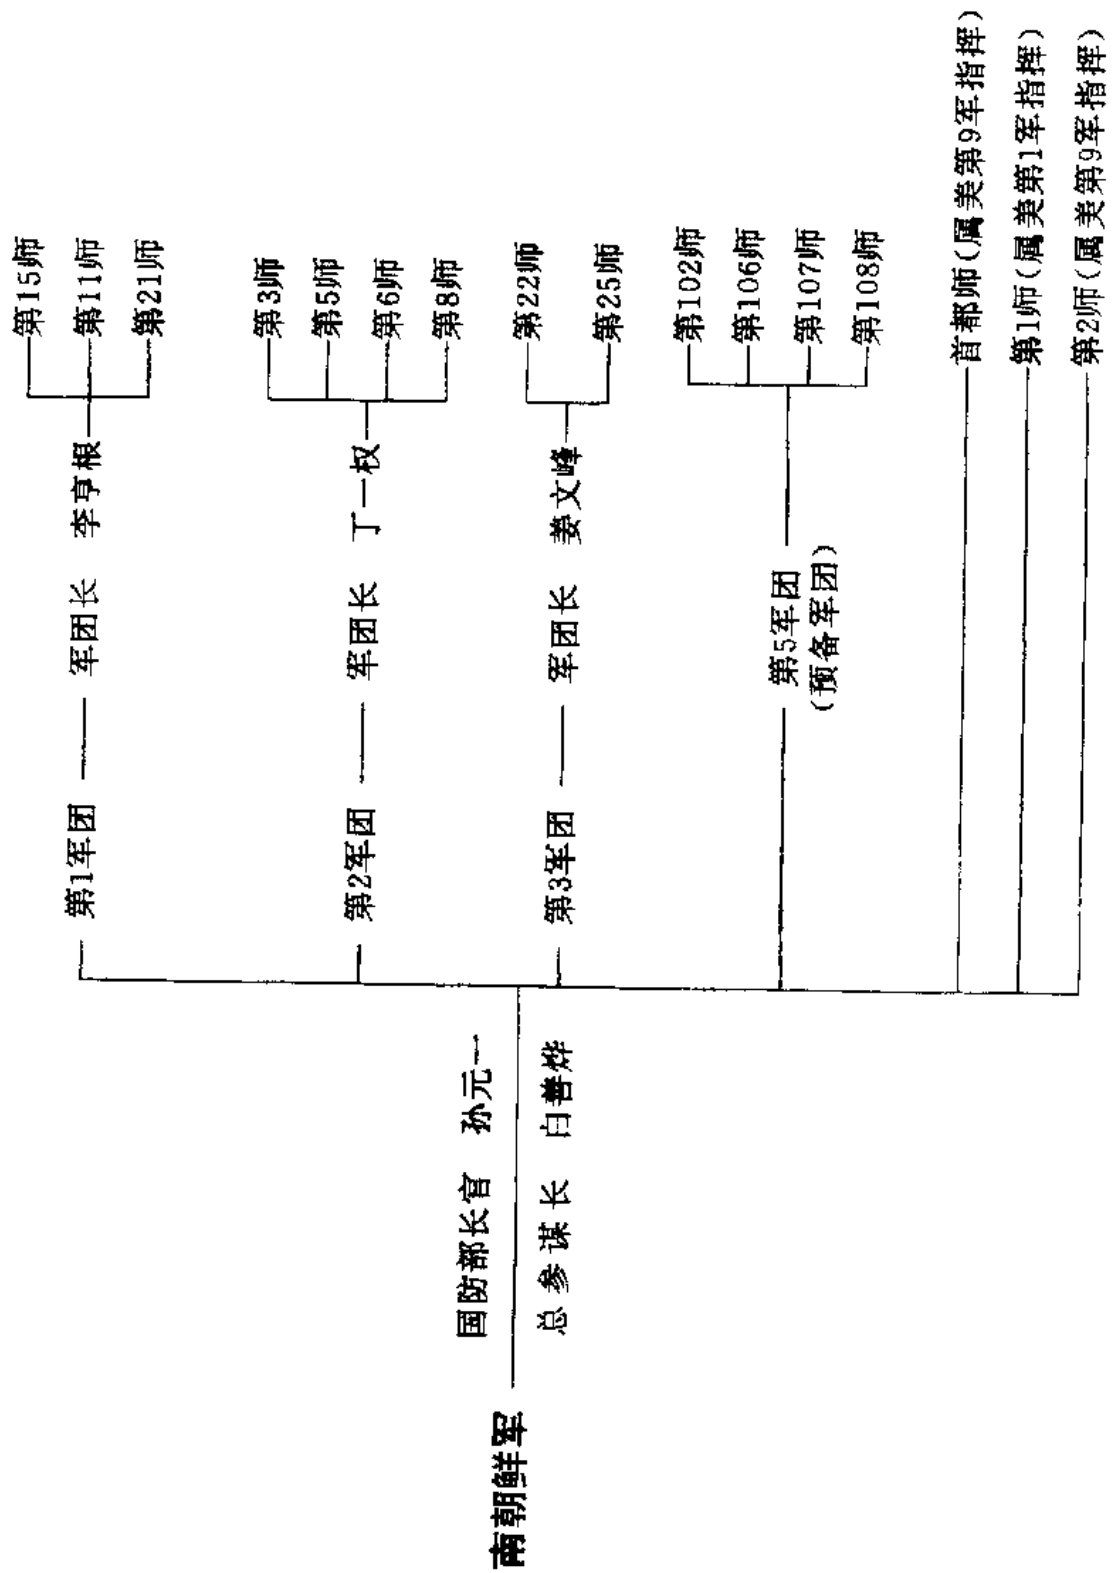 南朝鲜军
国防部长官 孙元一
总参谋长 白善烨
第1军团 军团长 李亨根
第15师
第11师
第21师
第2军团 军团长 丁一权
第3师
第5师
第6师
第8师
第3军团 军团长 姜文峰
第22师
第25师
第5军团
(预备军团)
第102师
第106师
第107师
第108师
首都师(属美第9军指挥)
第1师(属美第1军指挥)
第2师(属美第9军指挥)